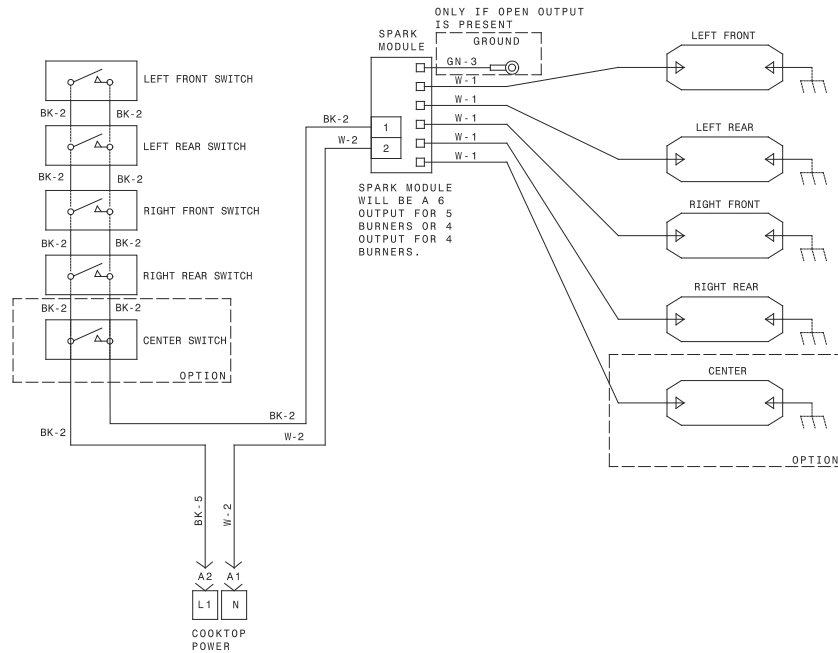 ONLY IF OPEN OUTPUT
IS PRESENT
GROUND
SPARK
MODULE
GN-3
W-1
W-1
W-1
W-1
W-1
LEFT FRONT
LEFT REAR
RIGHT FRONT
RIGHT REAR
CENTER
OPTION
LEFT FRONT SWITCH
BK-2
BK-2
LEFT REAR SWITCH
BK-2
BK-2
RIGHT FRONT SWITCH
BK-2
BK-2
RIGHT REAR SWITCH
BK-2
BK-2
CENTER SWITCH
OPTION
BK-2
1
W-2
2
SPARK MODULE
WILL BE A 6
OUTPUT FOR 5
BURNERS OR 4
OUTPUT FOR 4
BURNERS.
BK-2
BK-2
W-2
BK-5
W-2
A2
A1
L1
N
COOKTOP
POWER